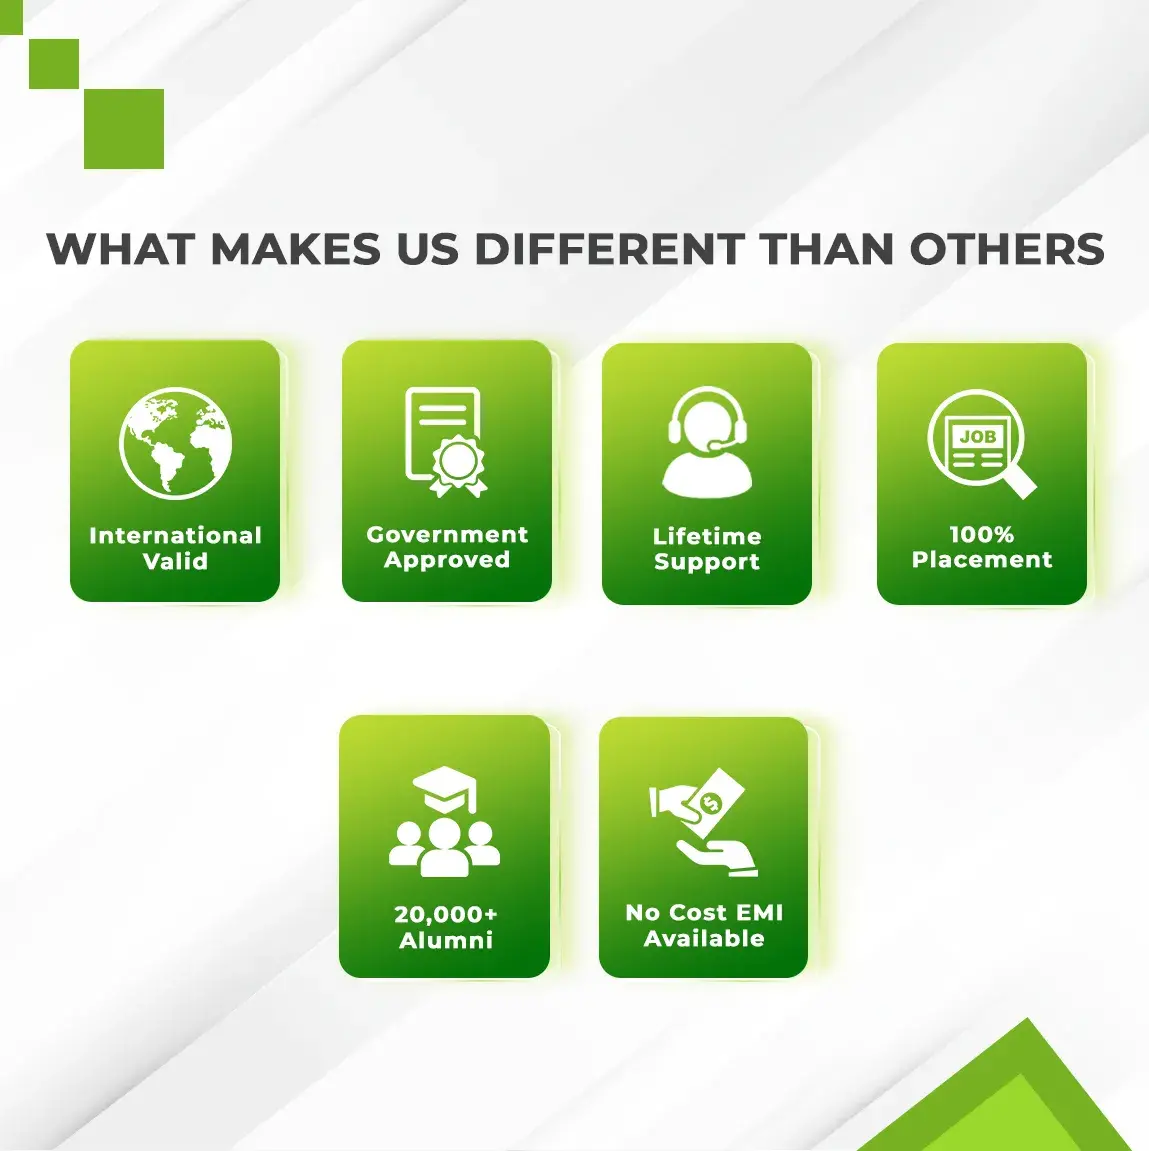 WHAT MAKES US DIFFERENT THAN OTHERS
International
Valid
Government
Approved
Lifetime
Support
JOB
100%
Placement
20,000+
Alumni
$
No Cost EMI
Available